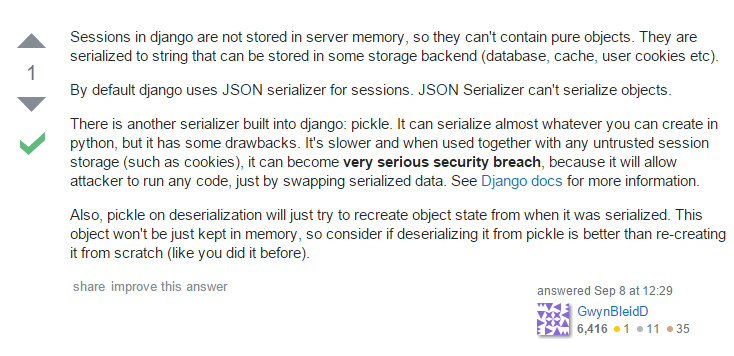 Sessions in django are not stored in server memory, so they can't contain pure objects. They are
serialized to string that can be stored in some storage backend (database, cache, user cookies etc).
1
By default django uses JSON serializer for sessions. JSON Serializer can't serialize objects.
There is another serializer built into django: pickle. It can serialize almost whatever you can create in
python, but it has some drawbacks. It's slower and when used together with any untrusted session
storage (such as cookies), it can become very serious security breach, because it will allow
attacker to run any code, just by swapping serialized data. See Django docs for more information.
Also, pickle on deserialization will just try to recreate object state from when it was serialized. This
object won't be just kept in memory, so consider if deserializing it from pickle is better than re-creating
it from scratch (like you did it before).
share improve this answer
answered Sep 8 at 12:29
GwynBleidD
6,416 1 11 35